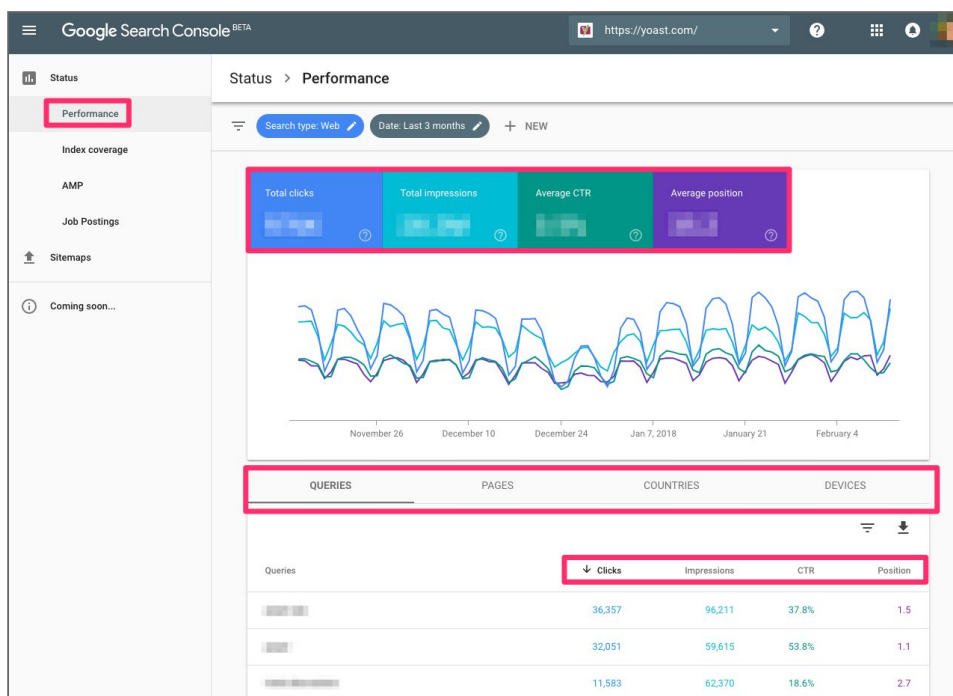 Google Search Console BETA
https://yoast.com/
Status
Performance
Index coverage
AMP
Job Postings
Sitemaps
Coming soon...
Status > Performance
Search type: Web
Date: Last 3 months
+ NEW
Total clicks
Total impressions
Average CTR
Average position
November 26 December 10 December 24 Jan 7, 2018 January 21 February 4
QUERIES PAGES COUNTRIES DEVICES
Queries Clicks Impressions CTR Position
36,357 96,211 37.8% 1.5
32,051 59,615 53.8% 1.1
11,583 62,370 18.6% 2.7